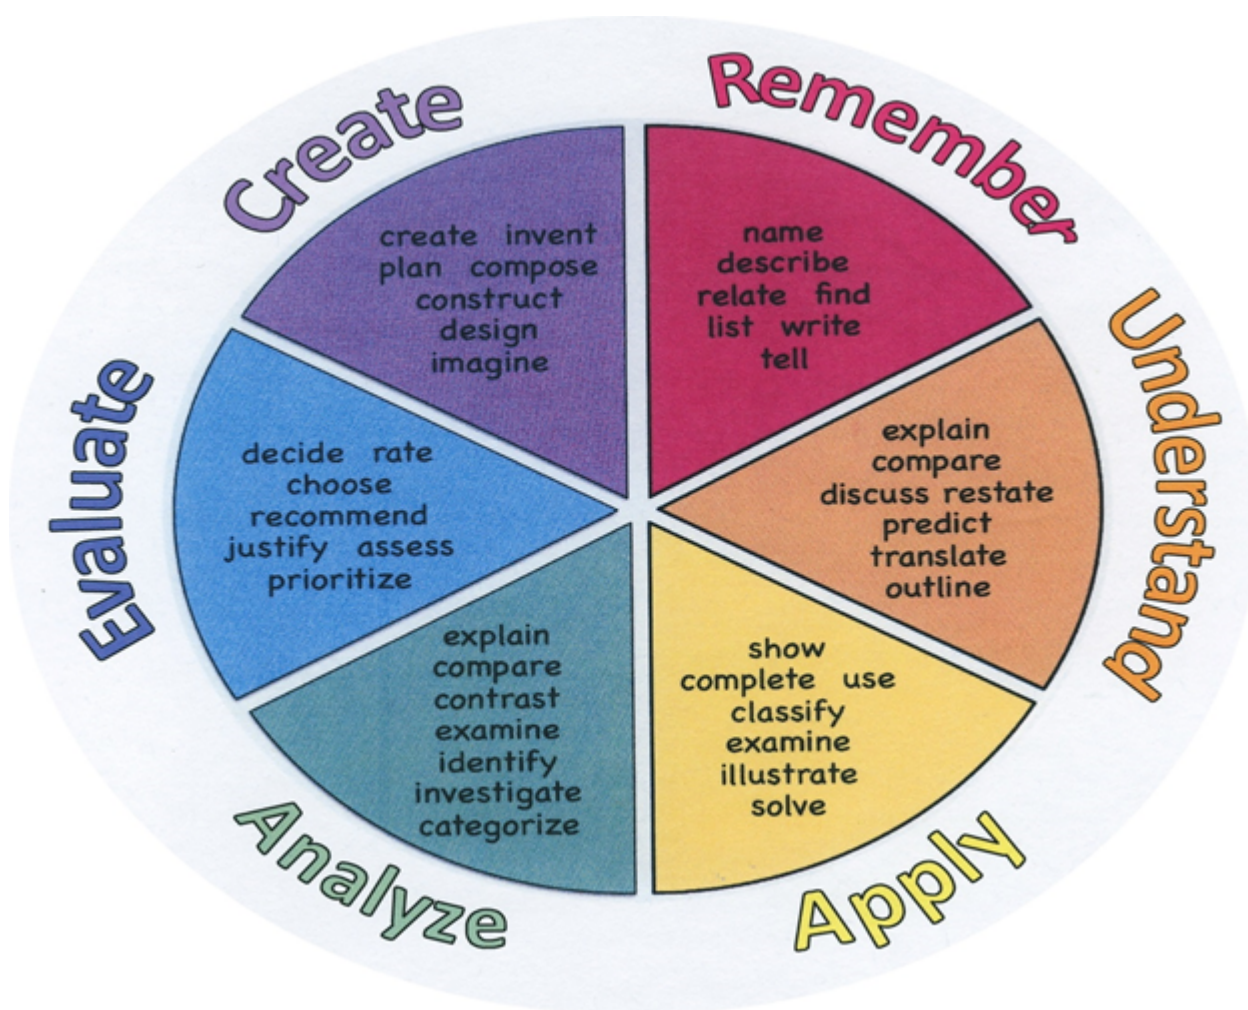 Remember
name
describe
relate find
list write
tell
Understand
explain
compare
discuss restate
predict
translate
outline
Apply
show
complete use
classify
examine
illustrate
solve
Analyze
explain
compare
contrast
examine
identify
investigate
categorize
Evaluate
decide rate
choose
recommend
justify assess
prioritize
Create
create invent
plan compose
construct
design
imagine